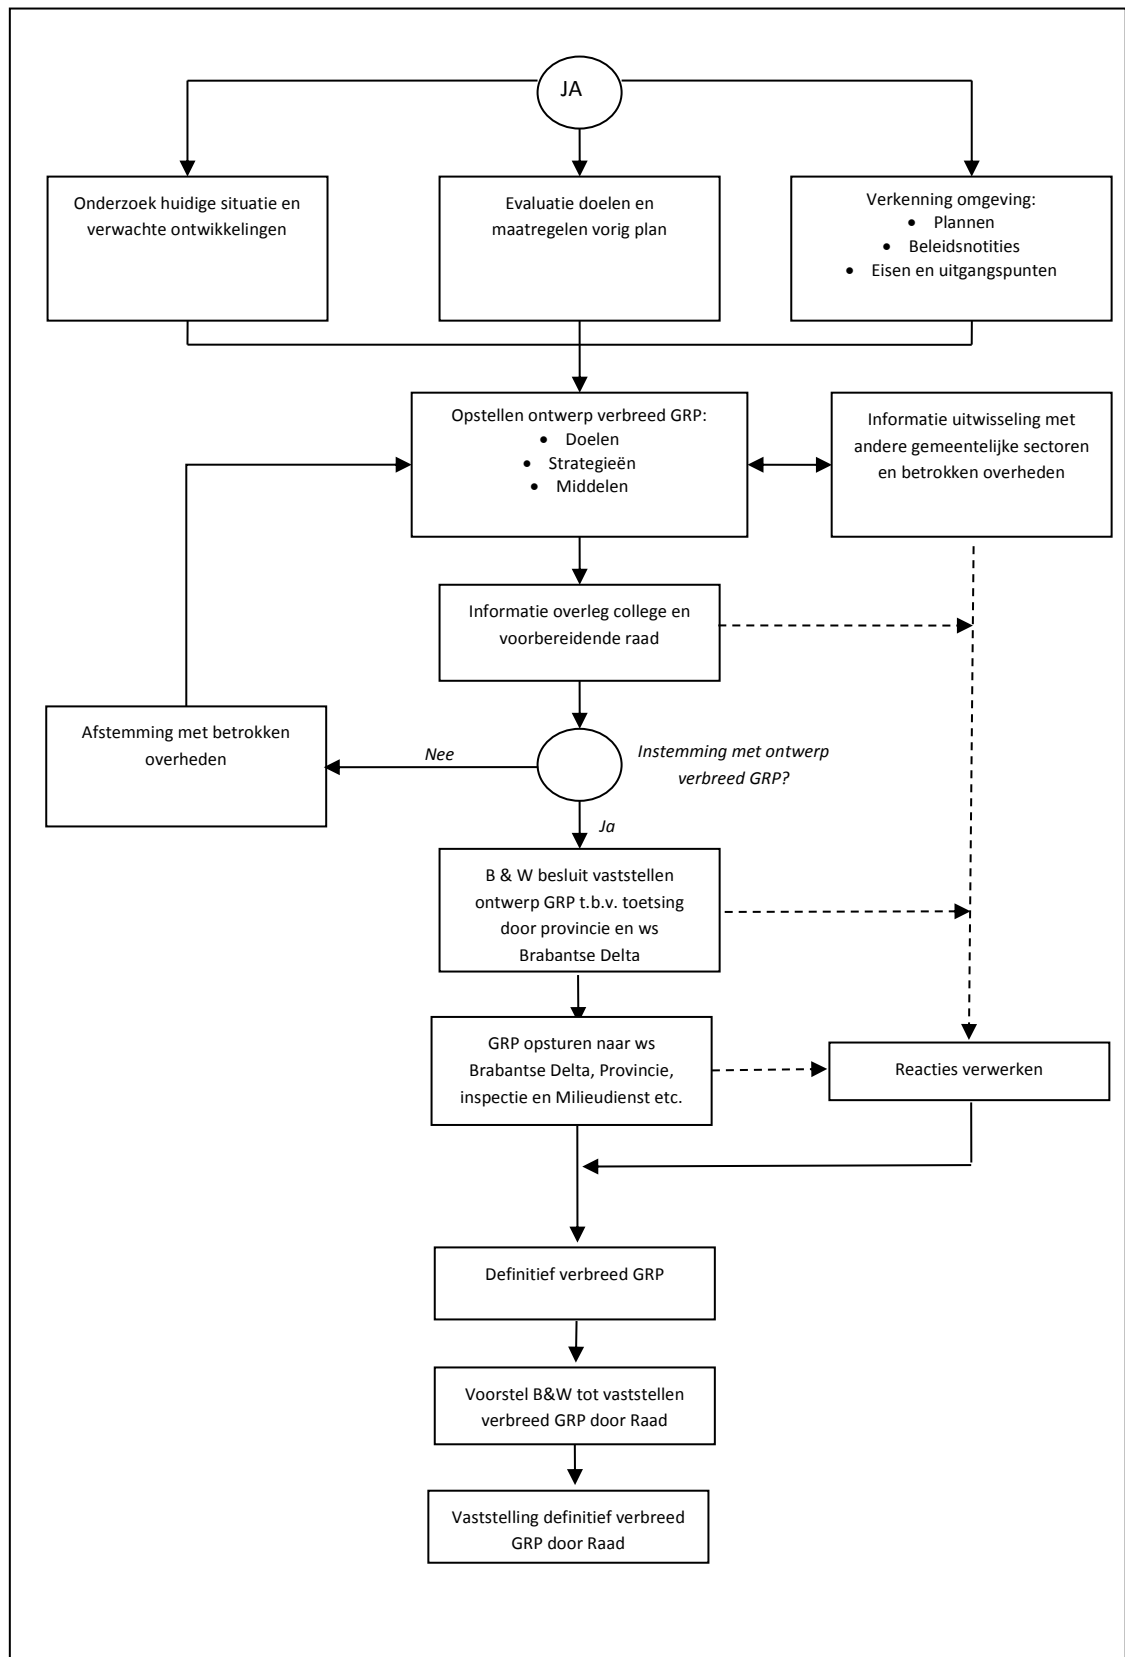 JA
Onderzoek huidige situatie en
verwachte ontwikkelingen
Evaluatie doelen en
maatregelen vorig plan
Verkenning omgeving:
• Plannen
• Beleidsnotities
• Eisen en uitgangspunten
Opstellen ontwerp verbreed GRP:
• Doelen
• Strategieën
• Middelen
Informatie uitwisseling met
andere gemeentelijke sectoren
en betrokken overheden
Informatie overleg college en
voorbereidende raad
Afstemming met betrokken
overheden
Nee
Instemming met ontwerp
verbreed GRP?
Ja
B & W besluit vaststellen
ontwerp GRP t.b.v. toetsing
door provincie en ws
Brabantse Delta
GRP opsturen naar ws
Brabantse Delta, Provincie,
inspectie en Milieudienst etc.
Reacties verwerken
Definitief verbreed GRP
Voorstel B&W tot vaststellen
verbreed GRP door Raad
Vaststelling definitief verbreed
GRP door Raad